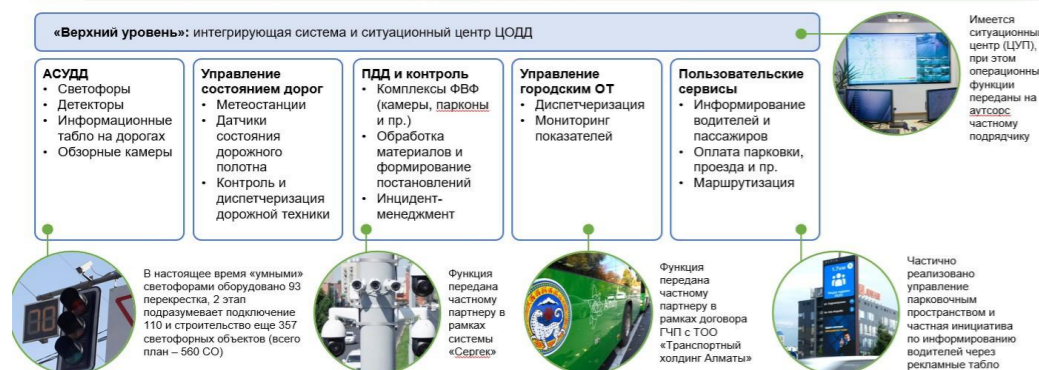 «Верхний уровень»: интегрирующая система и ситуационный центр ЦОДД
Имеется
ситуационный
центр (ЦУП),
при этом
операционные
функции
переданы на
аутсорс
частному
подрядчику
АСУДД
• Светофоры
• Детекторы
• Информационные
табло на дорогах
• Обзорные камеры
Управление
состоянием дорог
• Метеостанции
• Датчики
состояния
дорожного
полотна
• Контроль и
диспетчеризация
дорожной техники
ПДД и контроль
• Комплексы ФВФ
(камеры, парконы
и пр.)
• Обработка
материалов и
формирование
постановлений
• Инцидент-
менеджмент
Управление
городским ОТ
• Диспетчеризация
• Мониторинг
показателей
Пользовательские
сервисы
• Информирование
водителей и
пассажиров
• Оплата парковки,
проезда и пр.
• Маршрутизация
В настоящее время «умными»
светофорами оборудовано 93
перекрестка, 2 этап
подразумевает подключение
110 и строительство еще 357
светофорных объектов (всего
план – 560 СО)
Функция
передана
частному
партнеру в
рамках
системы
«Сергек»
Функция
передана
частному
партнеру в
рамках договора
ГЧП с ТОО
«Транспортный
холдинг Алматы»
Частично
реализовано
управление
парковочным
пространством и
частная инициатива
по информированию
водителей через
рекламные табло